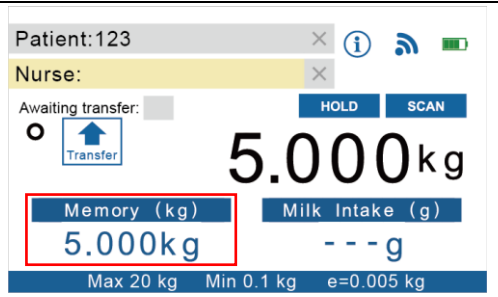 Patient:123 ×
Nurse: ×
i
Awaiting transfer:
HOLD SCAN
Transfer
5.000kg
Memory (kg) Milk Intake (g)
5.000kg ---g
Max 20 kg Min 0.1 kg e=0.005 kg